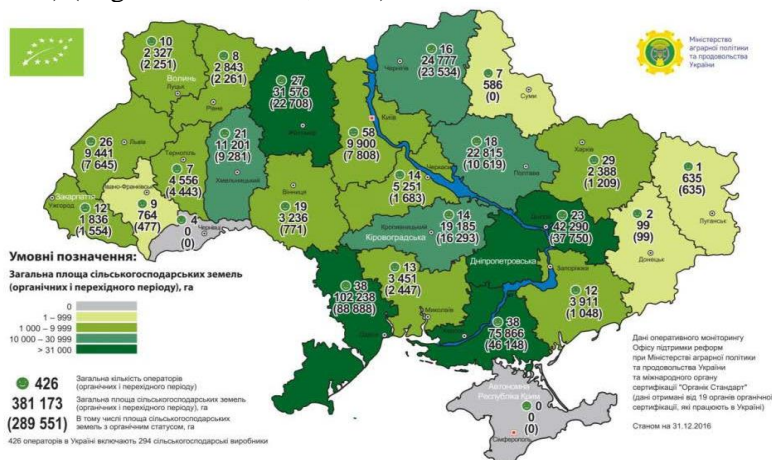 Міністерство
аграрної політики
та продовольства
України
10
2 327
(2 251)
Волинь
Луцьк
8
2 843
(2 261)
Рівне
27
31 576
(22 708)
Житомир
16
24 777
(23 534)
Чернігів
7
586
(0)
Суми
Київ
58
9 900
(7 808)
26
9 441
(7 645)
Львів
Тернопіль
7
4 556
(4 443)
21
11 201
(9 281)
Хмельницький
18
22 815
(10 619)
Полтава
Харків
29
2 388
(1 209)
1
635
(635)
Луганськ
Закарпаття
Ужгород
12
1 836
(1 554)
Івано-Франківськ
9
764
(477)
4
0
(0)
Чернівці
Вінниця
19
3 236
(771)
14
5 251
(1 683)
Черкаси
Кропивницький
Кіровоградська
14
19 185
(16 293)
Дніпро
23
42 290
(37 750)
Дніпропетровська
2
99
(99)
Донецьк
Запоріжжя
12
3 911
(1 048)
13
3 451
(2 447)
Миколаїв
38
102 238
(88 888)
Одеса
38
75 866
(46 148)
Херсон
Автономна
Республіка Крим
0
0
(0)
Сімферополь
Умовні позначення:
Загальна площа сільськогосподарських земель
(органічних і перехідного періоду), га
0
1 – 999
1 000 – 9 999
10 000 – 30 999
> 31 000
426
Загальна кількість операторів
(органічних і перехідного періоду)
381 173
Загальна площа сільськогосподарських земель
(органічних і перехідного періоду), га
(289 551)
В тому числі площа сільськогосподарських
земель з органічним статусом, га
426 операторів в Україні включають 294 сільськогосподарські виробники
Дані оперативного моніторингу
Офісу підтримки реформ
при Міністерстві аграрної політики
та продовольства України
та міжнародного органу
сертифікації "Органік Стандарт"
(дані отримані від 19 органів органічної
сертифікації, які працюють в Україні)
Станом на 31.12.2016